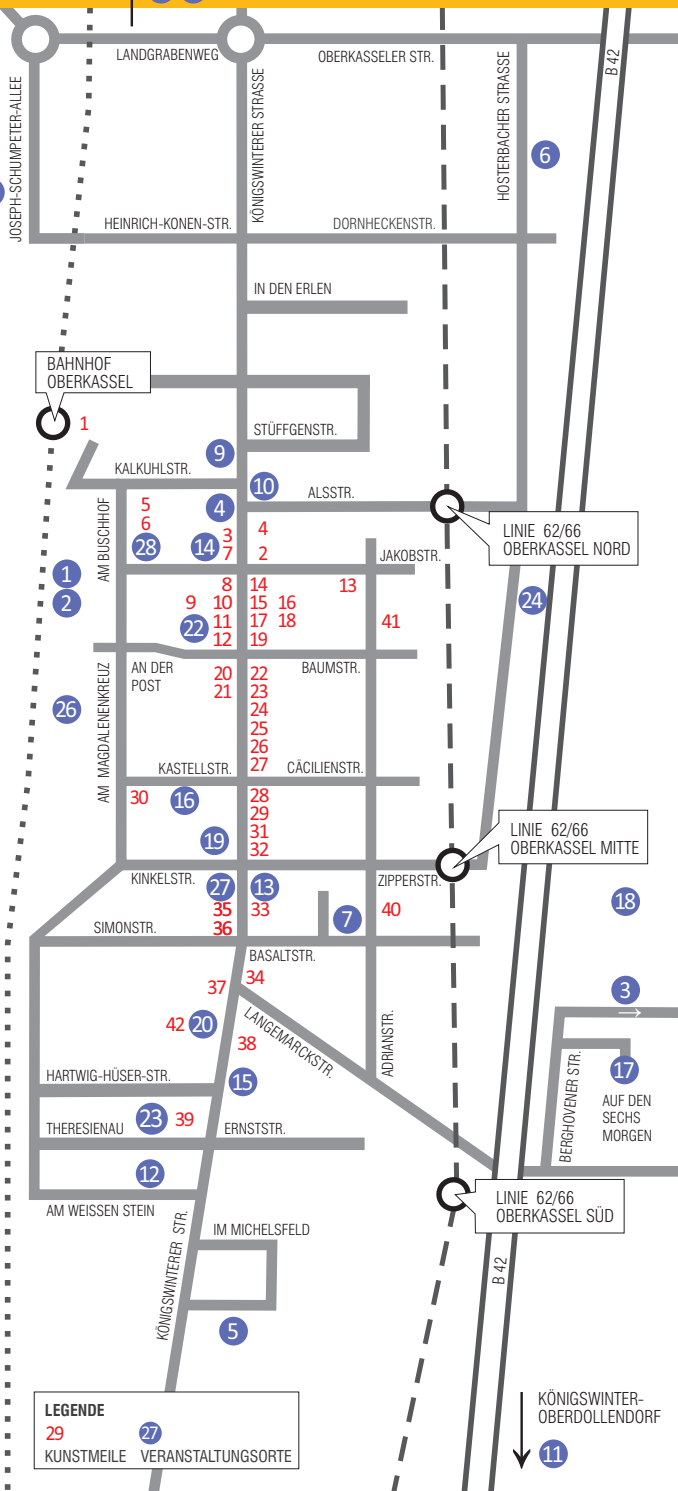 LANDGRABENWEG
OBERKASSELER STR.
B 42
JOSEPH-SCHUMPETER-ALLEE
KÖNIGSWINTERER STRASSE
HOSTERBACHER STRASSE
6
HEINRICH-KONEN-STR.
DORNHECKENSTR.
IN DEN ERLEN
BAHNHOF
OBERKASSEL
1
STÜFFGENSTR.
9
KALKUHLSTR.
10
ALSSTR.
4
5
6
3
4
LINIE 62/66
OBERKASSEL NORD
AM BUSCHHOF
28
14
7
2
JAKOBSTR.
1
2
8
14
13
24
9
10
15
16
22
11
17
18
41
12
19
AN DER
POST
20
22
BAUMSTR.
21
23
26
AM MAGDALENENKREUZ
24
25
26
27
KASTELLSTR.
CÄCILIENSTR.
30
16
28
29
31
19
32
LINIE 62/66
OBERKASSEL MITTE
KINKELSTR.
27
13
ZIPPERSTR.
18
35
33
40
SIMONSTR.
36
7
BASALTSTR.
37
34
3
→
42
20
38
LANGEMARCKSTR.
ADRIANSTR.
BERGHOVENER STR.
17
HARTWIG-HÜSER-STR.
15
AUF DEN
SECHS
MORGEN
THERESIENAU
23
39
ERNSTSTR.
12
AM WEISSEN STEIN
LINIE 62/66
OBERKASSEL SÜD
KÖNIGSWINTERER STR.
IM MICHELSFELD
B 42
5
LEGENDE
29
27
KUNSTMEILE VERANSTALTUNGSORTE
KÖNIGSWINTER-
OBERDOLLENDORF
11